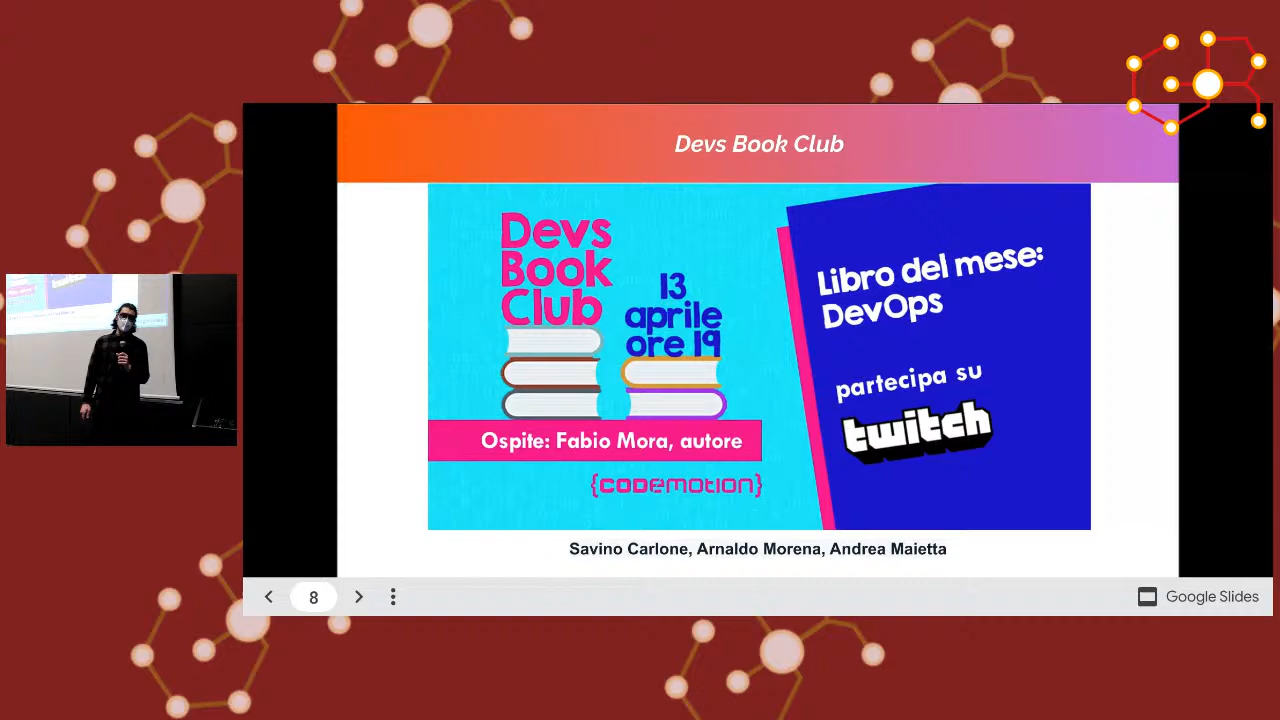 Devs Book Club
Devs
Book
Club
13
aprile
ore 19
Ospite: Fabio Mora, autore
{codemotion}
Libro del mese:
DevOps
partecipa su
twitch
Savino Carlone, Arnaldo Morena, Andrea Maietta
8
Google Slides